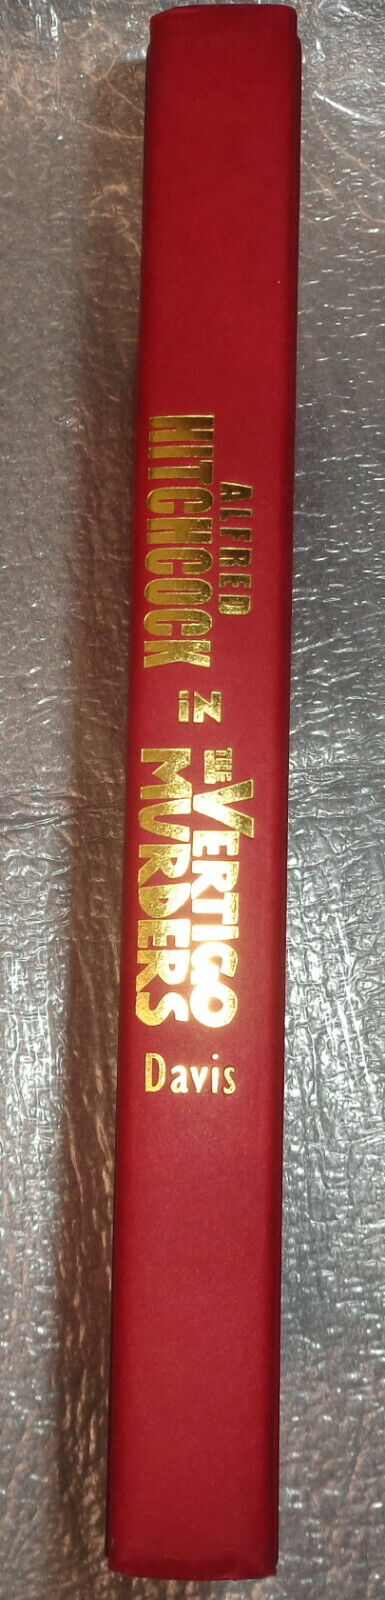 ALFRED
HITCHCOCK
in
THE VERTIGO
MURDERS
Davis